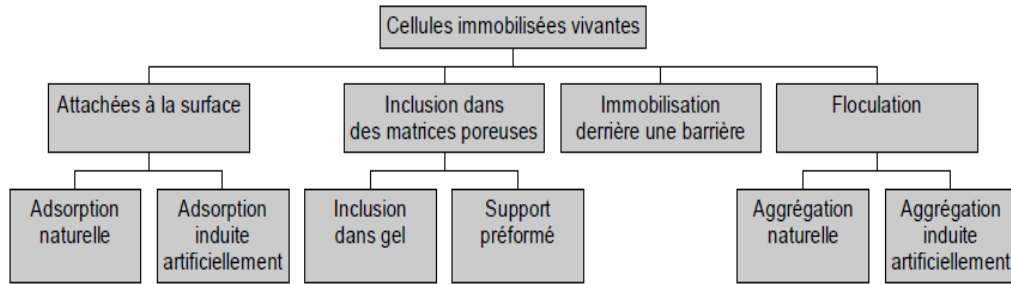 Cellules immobilisées vivantes
Attachées à la surface
Inclusion dans
des matrices poreuses
Immobilisation
derrière une barrière
Floculation
Adsorption
naturelle
Adsorption
induite
artificiellement
Inclusion
dans gel
Support
préformé
Aggrégation
naturelle
Aggrégation
induite
artificiellement